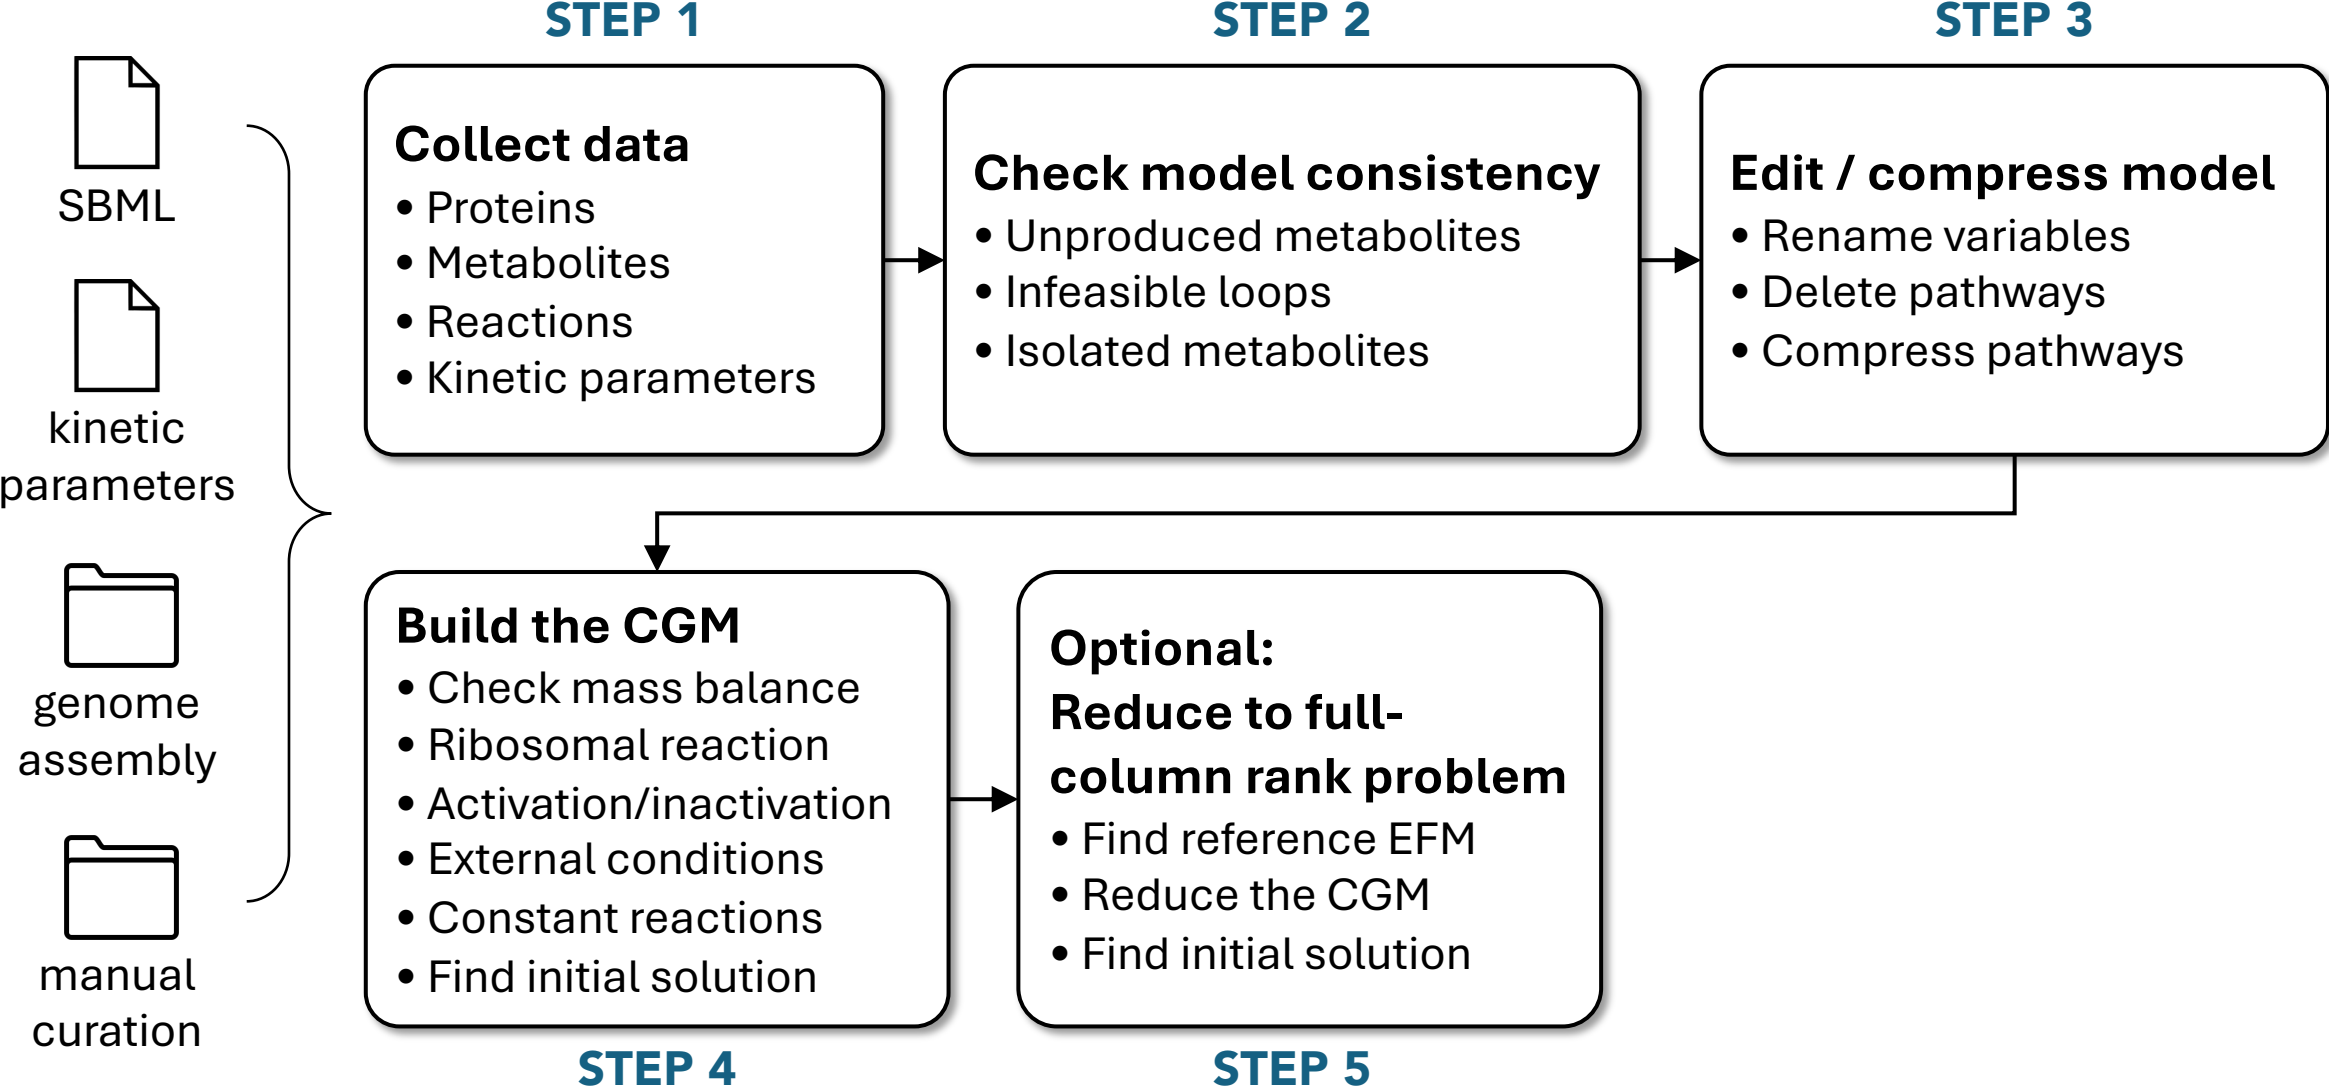 SBML
kinetic
parameters
genome
assembly
manual
curation
STEP 1
Collect data
• Proteins
• Metabolites
• Reactions
• Kinetic parameters
STEP 2
Check model consistency
• Unproduced metabolites
• Infeasible loops
• Isolated metabolites
STEP 3
Edit / compress model
• Rename variables
• Delete pathways
• Compress pathways
Build the CGM
• Check mass balance
• Ribosomal reaction
• Activation/inactivation
• External conditions
• Constant reactions
• Find initial solution
STEP 4
Optional:
Reduce to full-
column rank problem
• Find reference EFM
• Reduce the CGM
• Find initial solution
STEP 5